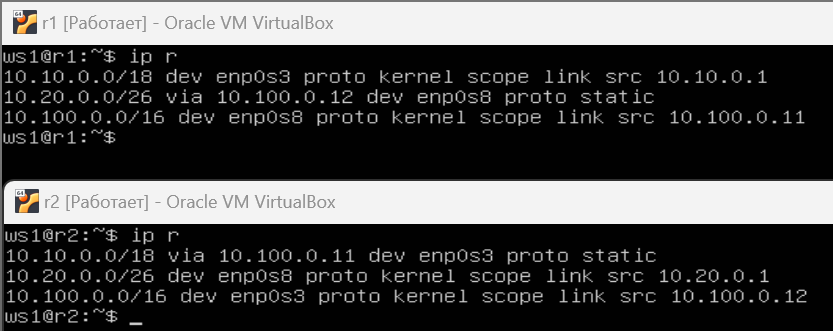 r1 [Работает] - Oracle VM VirtualBox
ws1@r1:~$ ip r
10.10.0.0/18 dev enp0s3 proto kernel scope link src 10.10.0.1
10.20.0.0/26 via 10.100.0.12 dev enp0s8 proto static
10.100.0.0/16 dev enp0s8 proto kernel scope link src 10.100.0.11
ws1@r1:~$
r2 [Работает] - Oracle VM VirtualBox
ws1@r2:~$ ip r
10.10.0.0/18 via 10.100.0.11 dev enp0s3 proto static
10.20.0.0/26 dev enp0s8 proto kernel scope link src 10.20.0.1
10.100.0.0/16 dev enp0s3 proto kernel scope link src 10.100.0.12
ws1@r2:~$ _